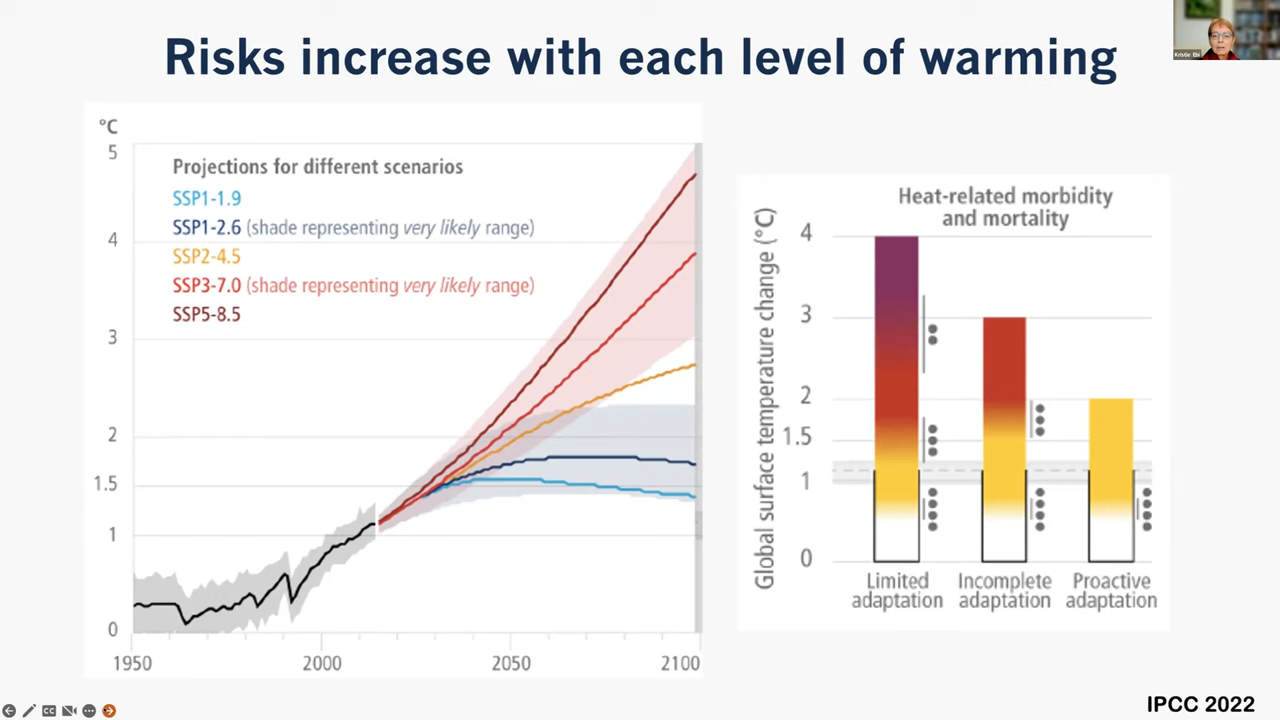 Risks increase with each level of warming
Kristie Ebi
°C
5
4
3
2
1.5
1
0
1950
2000
2050
2100
Projections for different scenarios
SSP1-1.9
SSP1-2.6 (shade representing very likely range)
SSP2-4.5
SSP3-7.0 (shade representing very likely range)
SSP5-8.5
Heat-related morbidity
and mortality
Global surface temperature change (°C)
4
3
2
1.5
1
0
Limited
adaptation
Incomplete
adaptation
Proactive
adaptation
CC
IPCC 2022